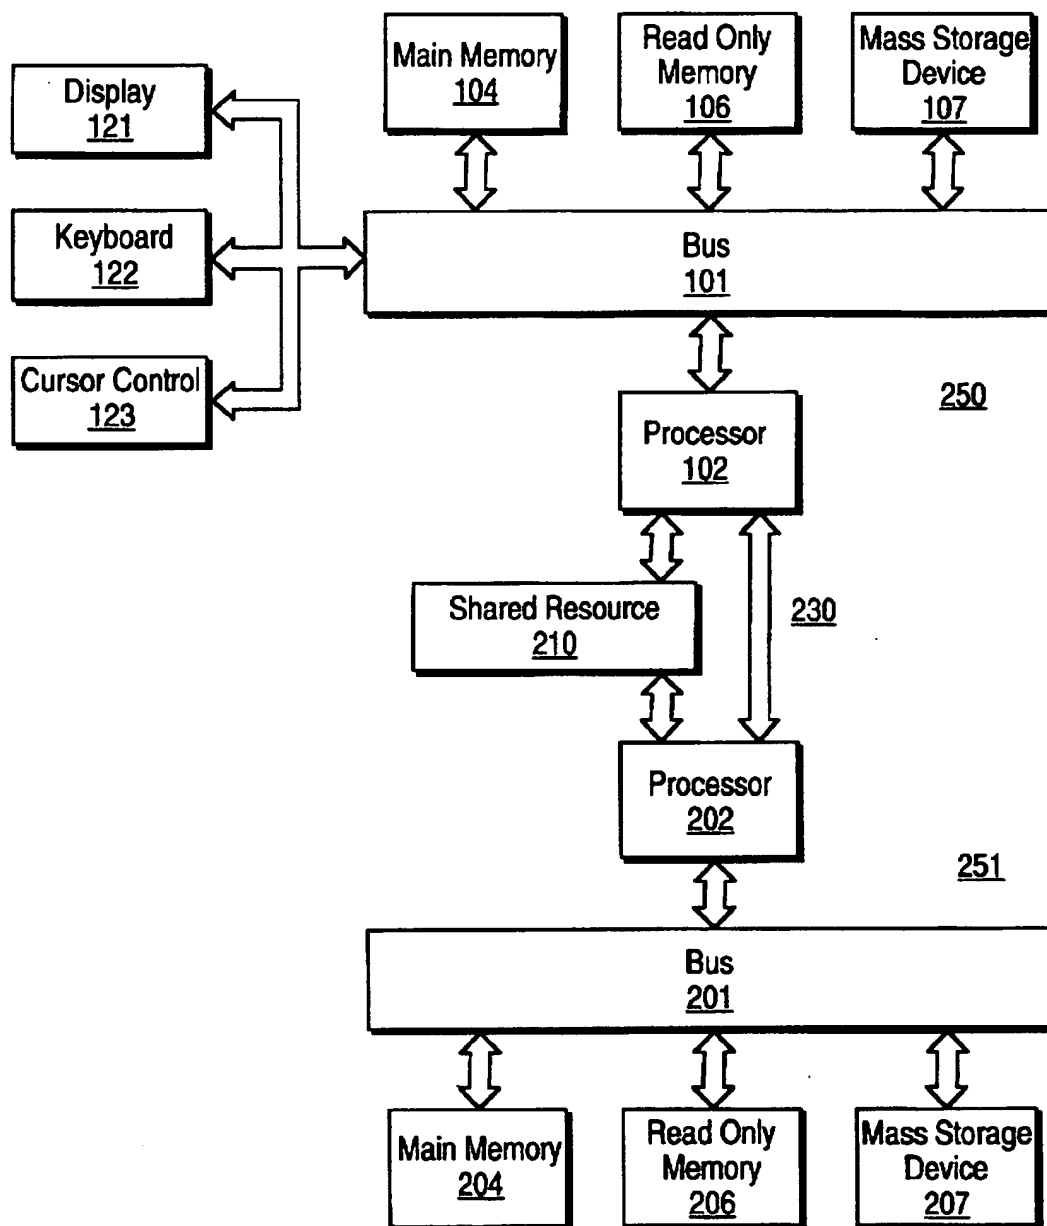 Main Memory
104
Read Only
Memory
106
Mass Storage
Device
107
Display
121
Keyboard
122
Cursor Control
123
Bus
101
250
Processor
102
Shared Resource
210
230
Processor
202
251
Bus
201
Main Memory
204
Read Only
Memory
206
Mass Storage
Device
207